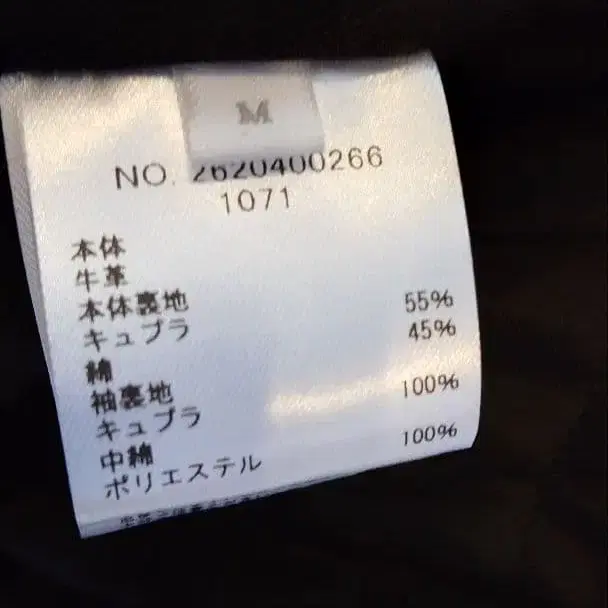 M
NO. 2620400266
1071
本体
牛革
本体裏地
キュプラ 55%
綿 45%
袖裏地
キュプラ 100%
中綿
ポリエステル 100%